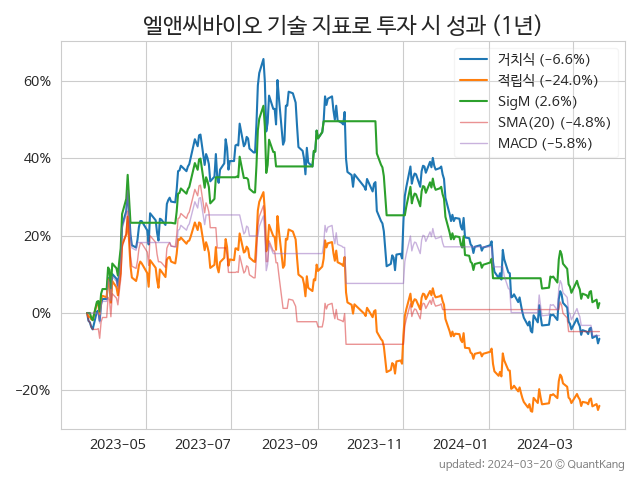 엘앤씨바이오 기술 지표로 투자 시 성과 (1년)
거치식 (−6.6%)
적립식 (−24.0%)
SigM (2.6%)
SMA(20) (−4.8%)
MACD (−5.8%)
60%
40%
20%
0%
−20%
2023−05 2023−07 2023−09 2023−11 2024−01 2024−03
updated: 2024-03-20 © QuantKang